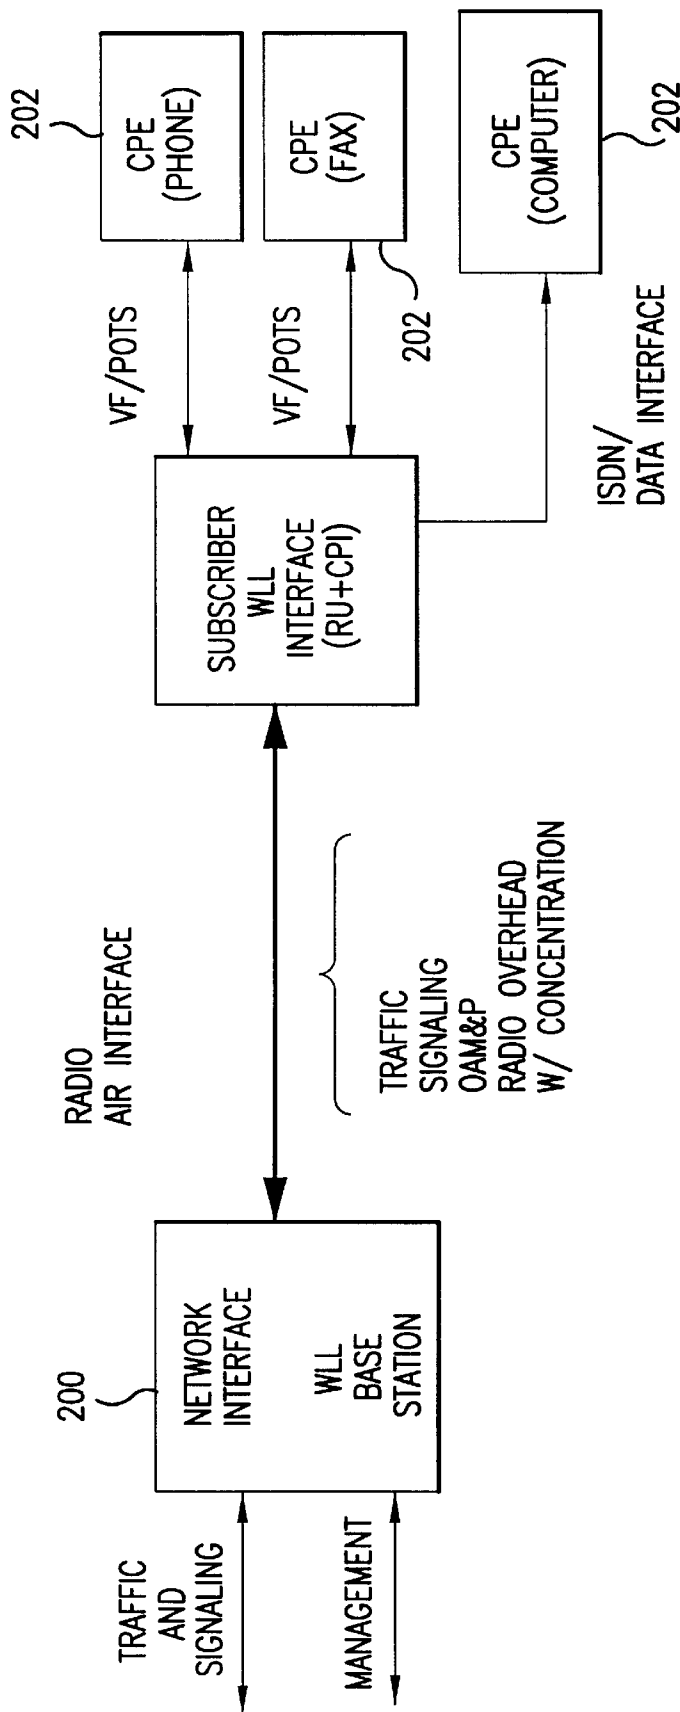 TRAFFIC
AND
SIGNALING
MANAGEMENT
200
NETWORK
INTERFACE
WLL
BASE
STATION
RADIO
AIR INTERFACE
TRAFFIC
SIGNALING
OAM&P
RADIO OVERHEAD
W/ CONCENTRATION
SUBSCRIBER
WLL
INTERFACE
(RU+CPI)
VF/POTS
VF/POTS
ISDN/
DATA INTERFACE
202
CPE
(PHONE)
CPE
(FAX)
202
CPE
(COMPUTER)
202